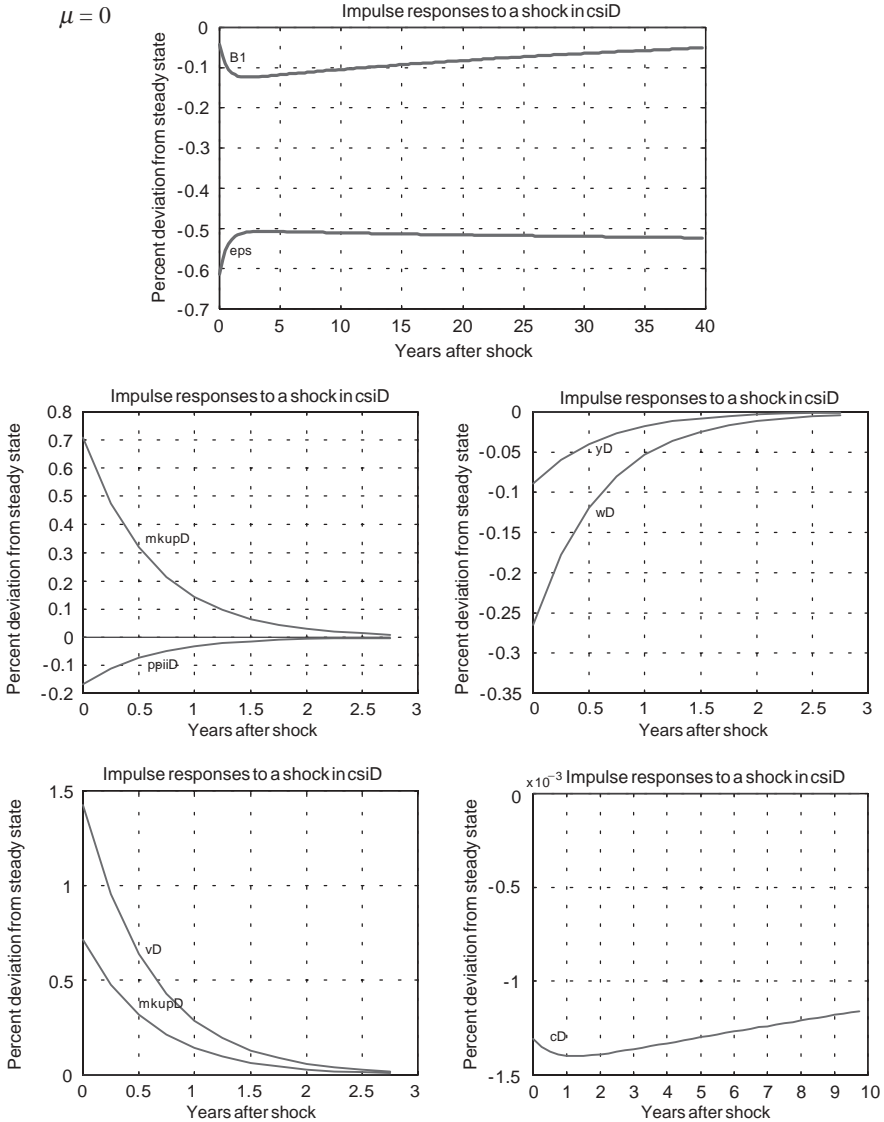 μ = 0
Impulse responses to a shock in csiD
Percent deviation from steady state
0
-0.1
-0.2
-0.3
-0.4
-0.5
-0.6
-0.7
B1
eps
0 5 10 15 20 25 30 35 40
Years after shock
Impulse responses to a shock in csiD
Percent deviation from steady state
0.8
0.7
0.6
0.5
0.4
0.3
0.2
0.1
0
-0.1
-0.2
mkupD
ppiiD
0 0.5 1 1.5 2 2.5 3
Years after shock
Impulse responses to a shock in csiD
Percent deviation from steady state
0
-0.05
-0.1
-0.15
-0.2
-0.25
-0.3
-0.35
yD
wD
0 0.5 1 1.5 2 2.5 3
Years after shock
Impulse responses to a shock in csiD
Percent deviation from steady state
1.5
1
0.5
0
vD
mkupD
0 0.5 1 1.5 2 2.5 3
Years after shock
x10⁻³ Impulse responses to a shock in csiD
Percent deviation from steady state
0
-0.5
-1
-1.5
cD
0 1 2 3 4 5 6 7 8 9 10
Years after shock